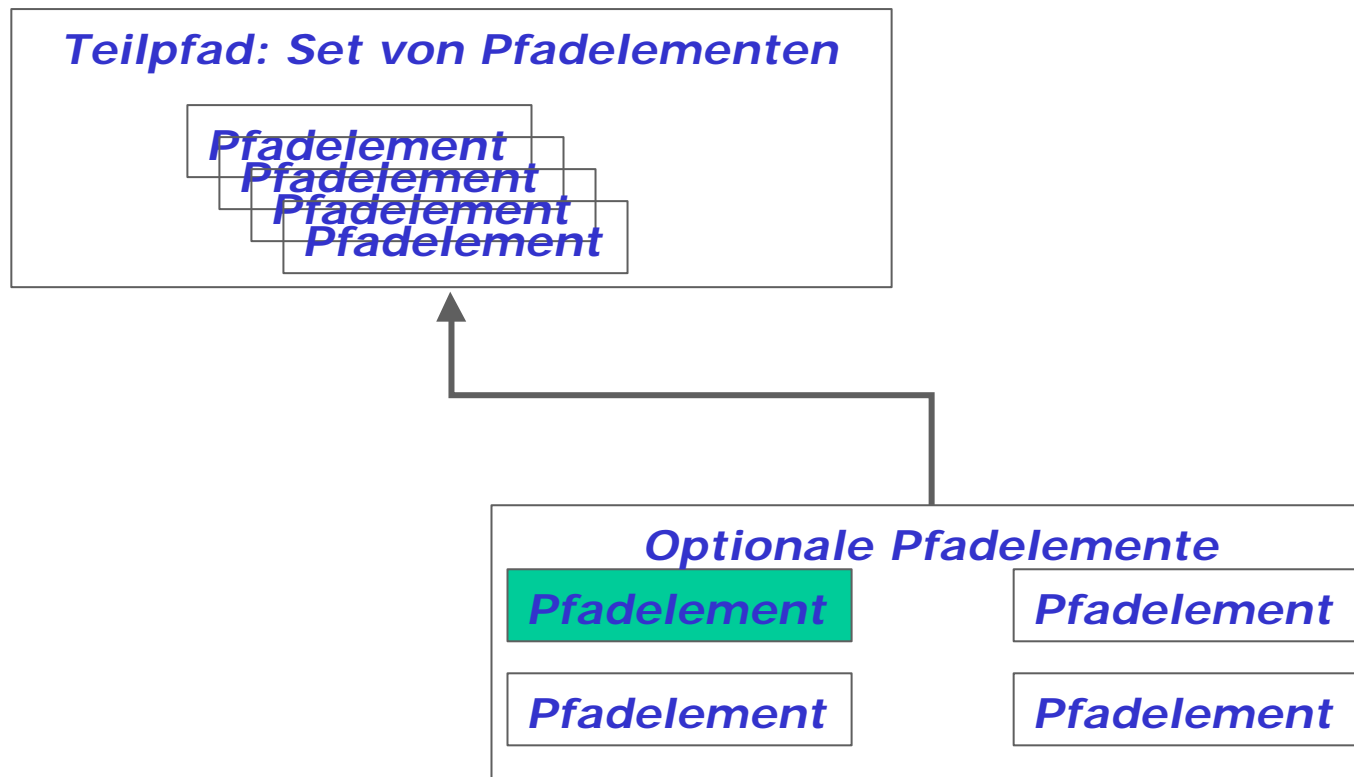 Teilpfad: Set von Pfadelementen
Pfadelement
Pfadelement
Pfadelement
Pfadelement
Optionale Pfadelemente
Pfadelement Pfadelement
Pfadelement Pfadelement